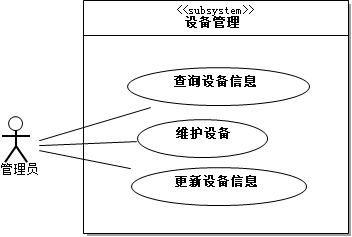 <<subsystem>>
设备管理
查询设备信息
维护设备
更新设备信息
管理员